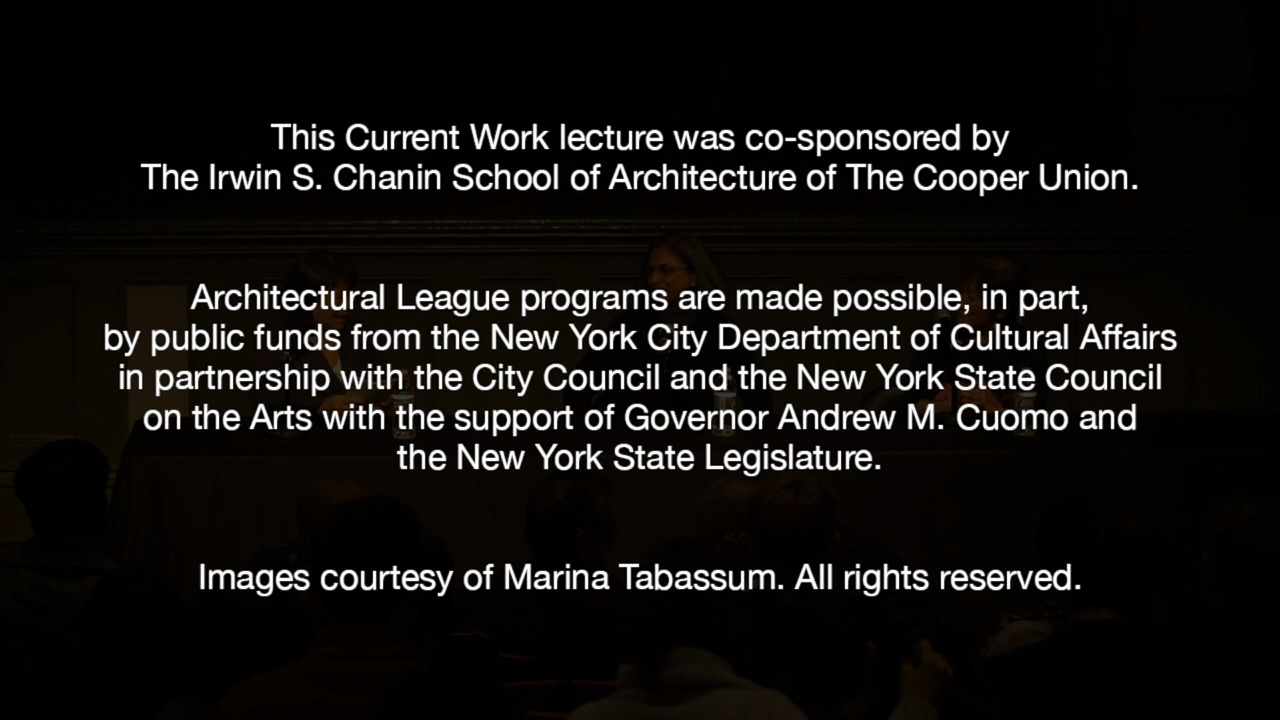 This Current Work lecture was co-sponsored by
The Irwin S. Chanin School of Architecture of The Cooper Union.
Architectural League programs are made possible, in part,
by public funds from the New York City Department of Cultural Affairs
in partnership with the City Council and the New York State Council
on the Arts with the support of Governor Andrew M. Cuomo and
the New York State Legislature.
Images courtesy of Marina Tabassum. All rights reserved.